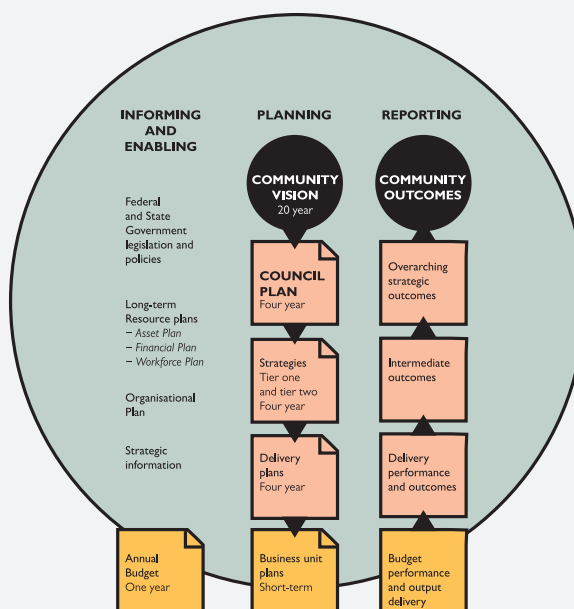 INFORMING
AND
ENABLING
Federal
and State
Government
legislation and
policies
Long-term
Resource plans
– Asset Plan
– Financial Plan
– Workforce Plan
Organisational
Plan
Strategic
information
Annual
Budget
One year
PLANNING
COMMUNITY
VISION
20 year
COUNCIL
PLAN
Four year
Strategies
Tier one
and tier two
Four year
Delivery
plans
Four year
Business unit
plans
Short-term
REPORTING
COMMUNITY
OUTCOMES
Overarching
strategic
outcomes
Intermediate
outcomes
Delivery
performance
and outcomes
Budget
performance
and output
delivery